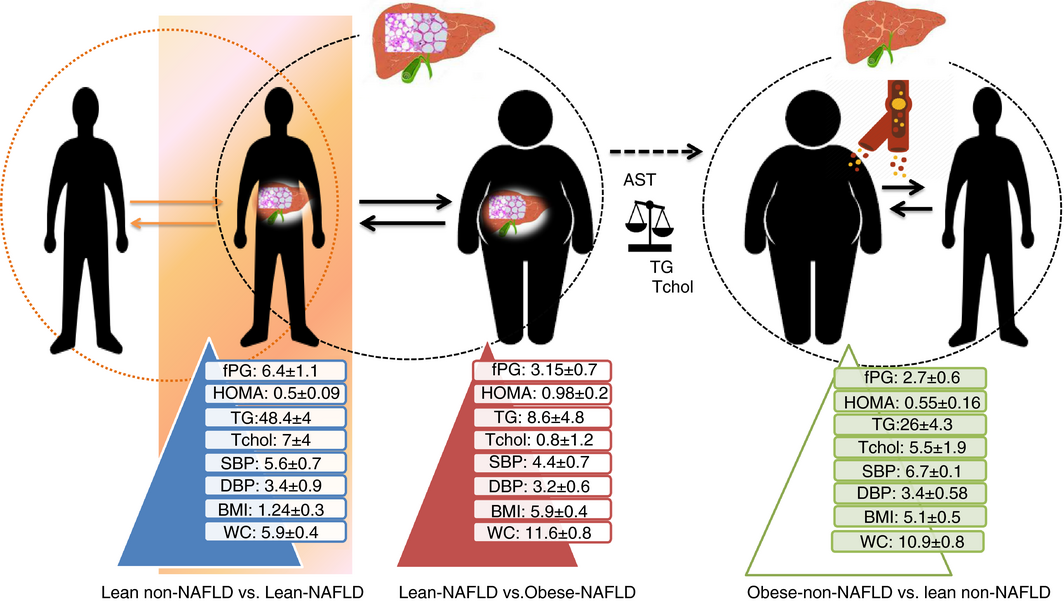 AST
TG
Tchol
fPG: 6.4±1.1
HOMA: 0.5±0.09
TG:48.4±4
Tchol: 7±4
SBP: 5.6±0.7
DBP: 3.4±0.9
BMI: 1.24±0.3
WC: 5.9±0.4
Lean non-NAFLD vs. Lean-NAFLD
fPG: 3.15±0.7
HOMA: 0.98±0.2
TG: 8.6±4.8
Tchol: 0.8±1.2
SBP: 4.4±0.7
DBP: 3.2±0.6
BMI: 5.9±0.4
WC: 11.6±0.8
Lean-NAFLD vs.Obese-NAFLD
fPG: 2.7±0.6
HOMA: 0.55±0.16
TG:26±4.3
Tchol: 5.5±1.9
SBP: 6.7±0.1
DBP: 3.4±0.58
BMI: 5.1±0.5
WC: 10.9±0.8
Obese-non-NAFLD vs. lean non-NAFLD